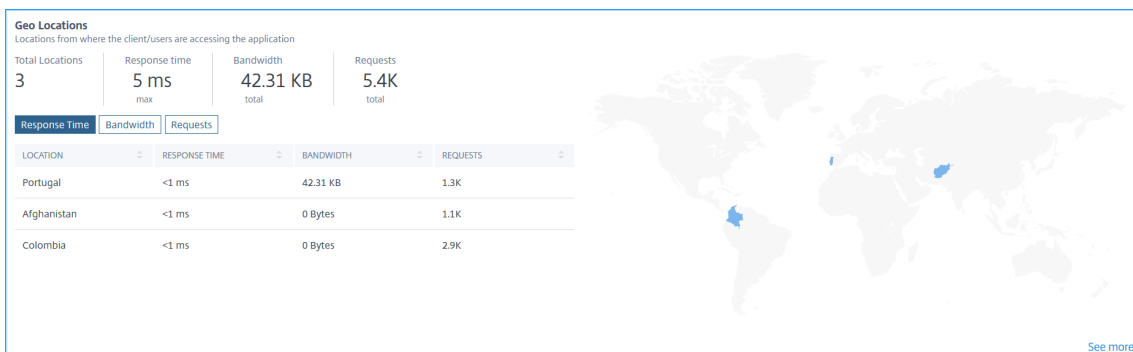 Geo Locations
Locations from where the client/users are accessing the application
Total Locations Response time Bandwidth Requests
3 5 ms 42.31 KB 5.4K
max total total
Response Time Bandwidth Requests
LOCATION RESPONSE TIME BANDWIDTH REQUESTS
Portugal <1 ms 42.31 KB 1.3K
Afghanistan <1 ms 0 Bytes 1.1K
Colombia <1 ms 0 Bytes 2.9K
See more